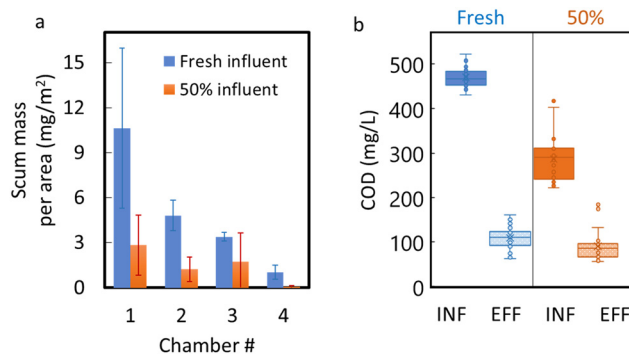 a
Scum mass
per area (mg/m²)
15
12
9
6
3
0
Fresh influent
50% influent
1 2 3 4
Chamber #
b
Fresh 50%
COD (mg/L)
500
400
300
200
100
0
INF EFF INF EFF